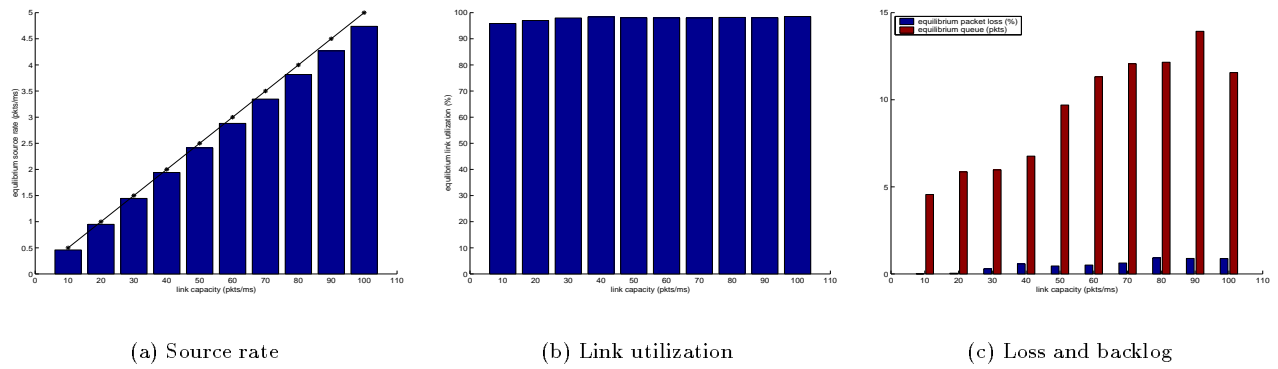 5
4.5
4
3.5
3
2.5
2
1.5
1
0.5
0
equilibrium source rate (pkts/ms)
0 10 20 30 40 50 60 70 80 90 100 110
link capacity (pkts/ms)
(a) Source rate
100
90
80
70
60
50
40
30
20
10
0
equilibrium link utilization (%)
0 10 20 30 40 50 60 70 80 90 100 110
link capacity (pkts/ms)
(b) Link utilization
15
10
5
0
equilibrium packet loss (%)
equilibrium queue (pkts)
0 10 20 30 40 50 60 70 80 90 100 110
link capacity (pkts/ms)
(c) Loss and backlog